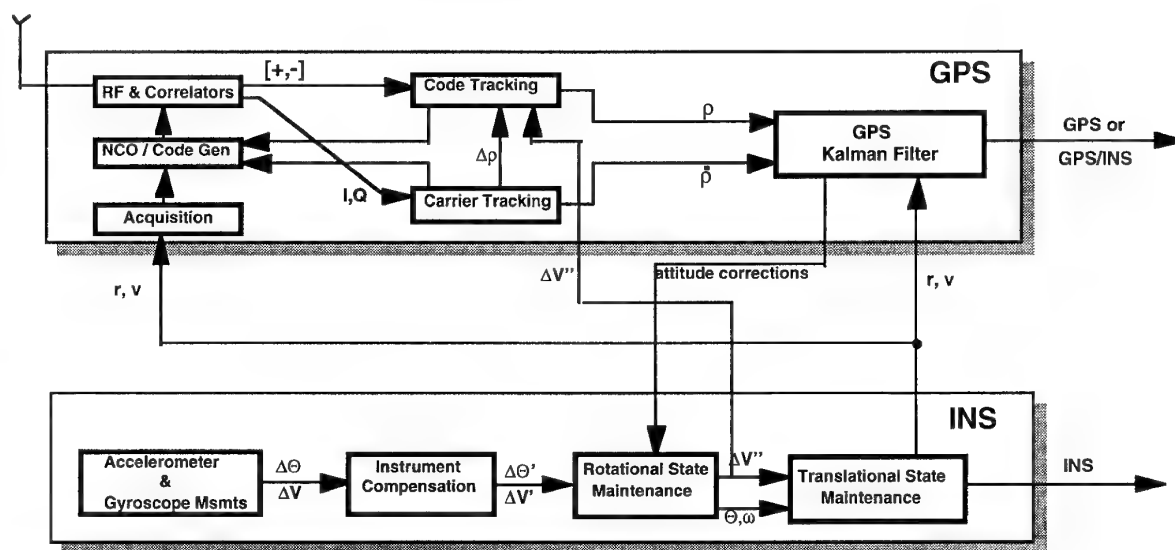 GPS
[+,-]
RF & Correlators
Code Tracking
NCO / Code Gen
Δρ
ρ
ρ̇
GPS
Kalman Filter
GPS or
GPS/INS
I,Q
Acquisition
Carrier Tracking
r, v
ΔV''
attitude corrections
r, v
INS
Accelerometer
&
Gyroscope Msmts
ΔΘ
ΔV
Instrument
Compensation
ΔΘ'
ΔV'
Rotational State
Maintenance
ΔV''
Θ,ω
Translational State
Maintenance
INS